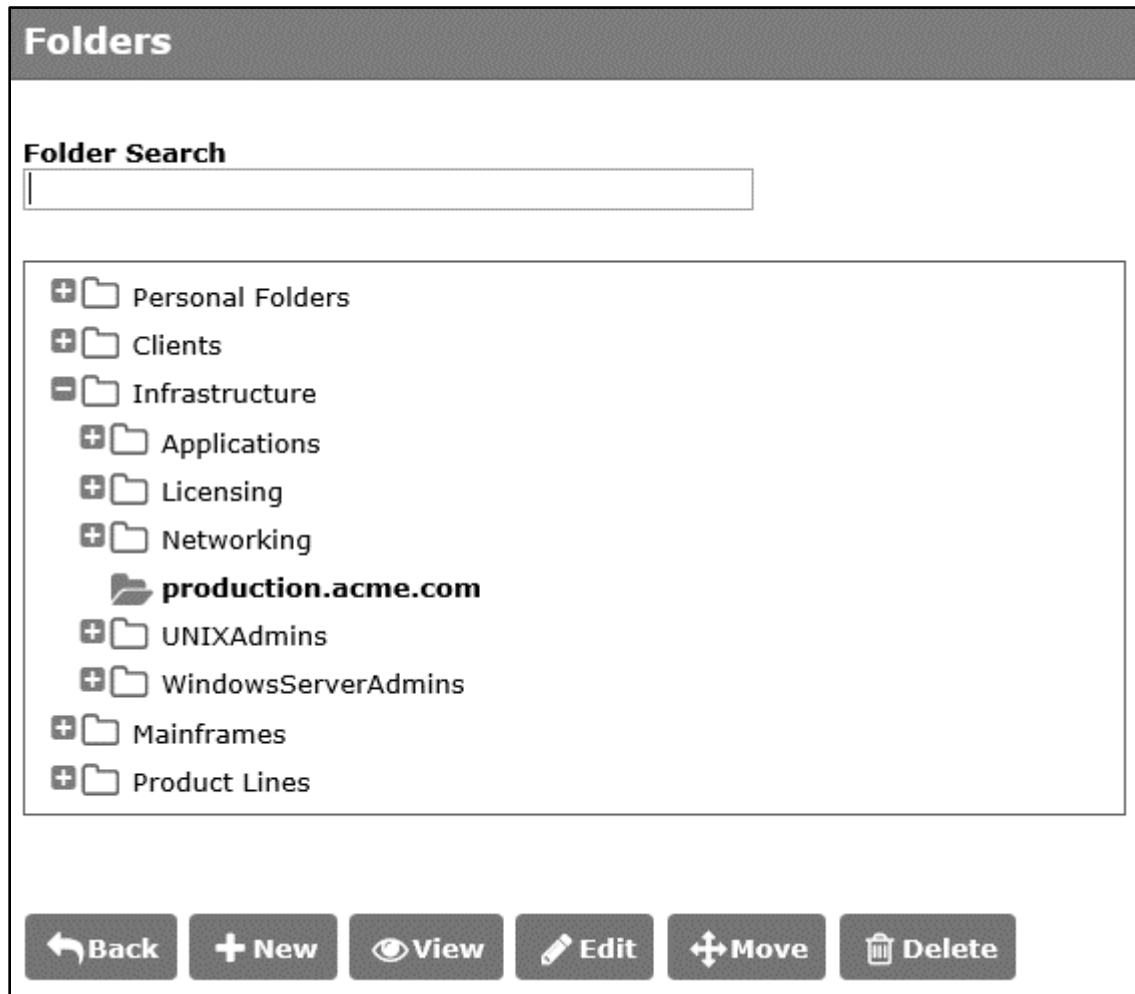 Folders
Folder Search
Personal Folders
Clients
Infrastructure
Applications
Licensing
Networking
production.acme.com
UNIXAdmins
WindowsServerAdmins
Mainframes
Product Lines
Back New View Edit Move Delete